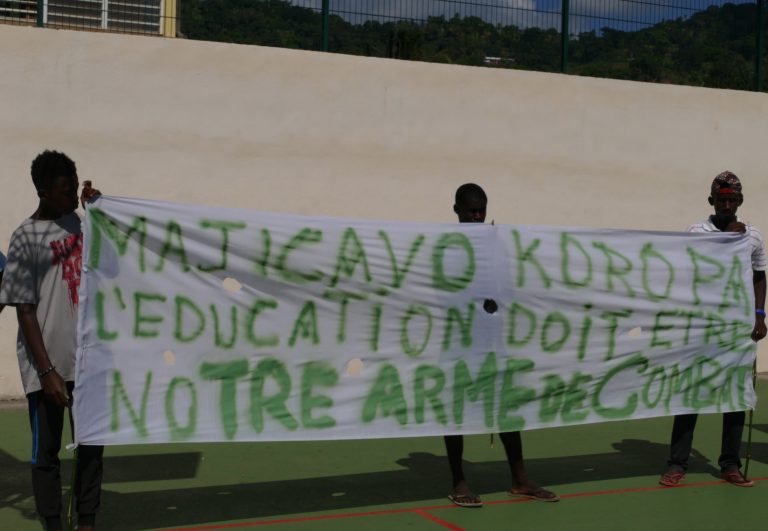 MAJICAVO KOROPA
L'EDUCATION DOIT ETRE
NOTRE ARME DE COMBAT